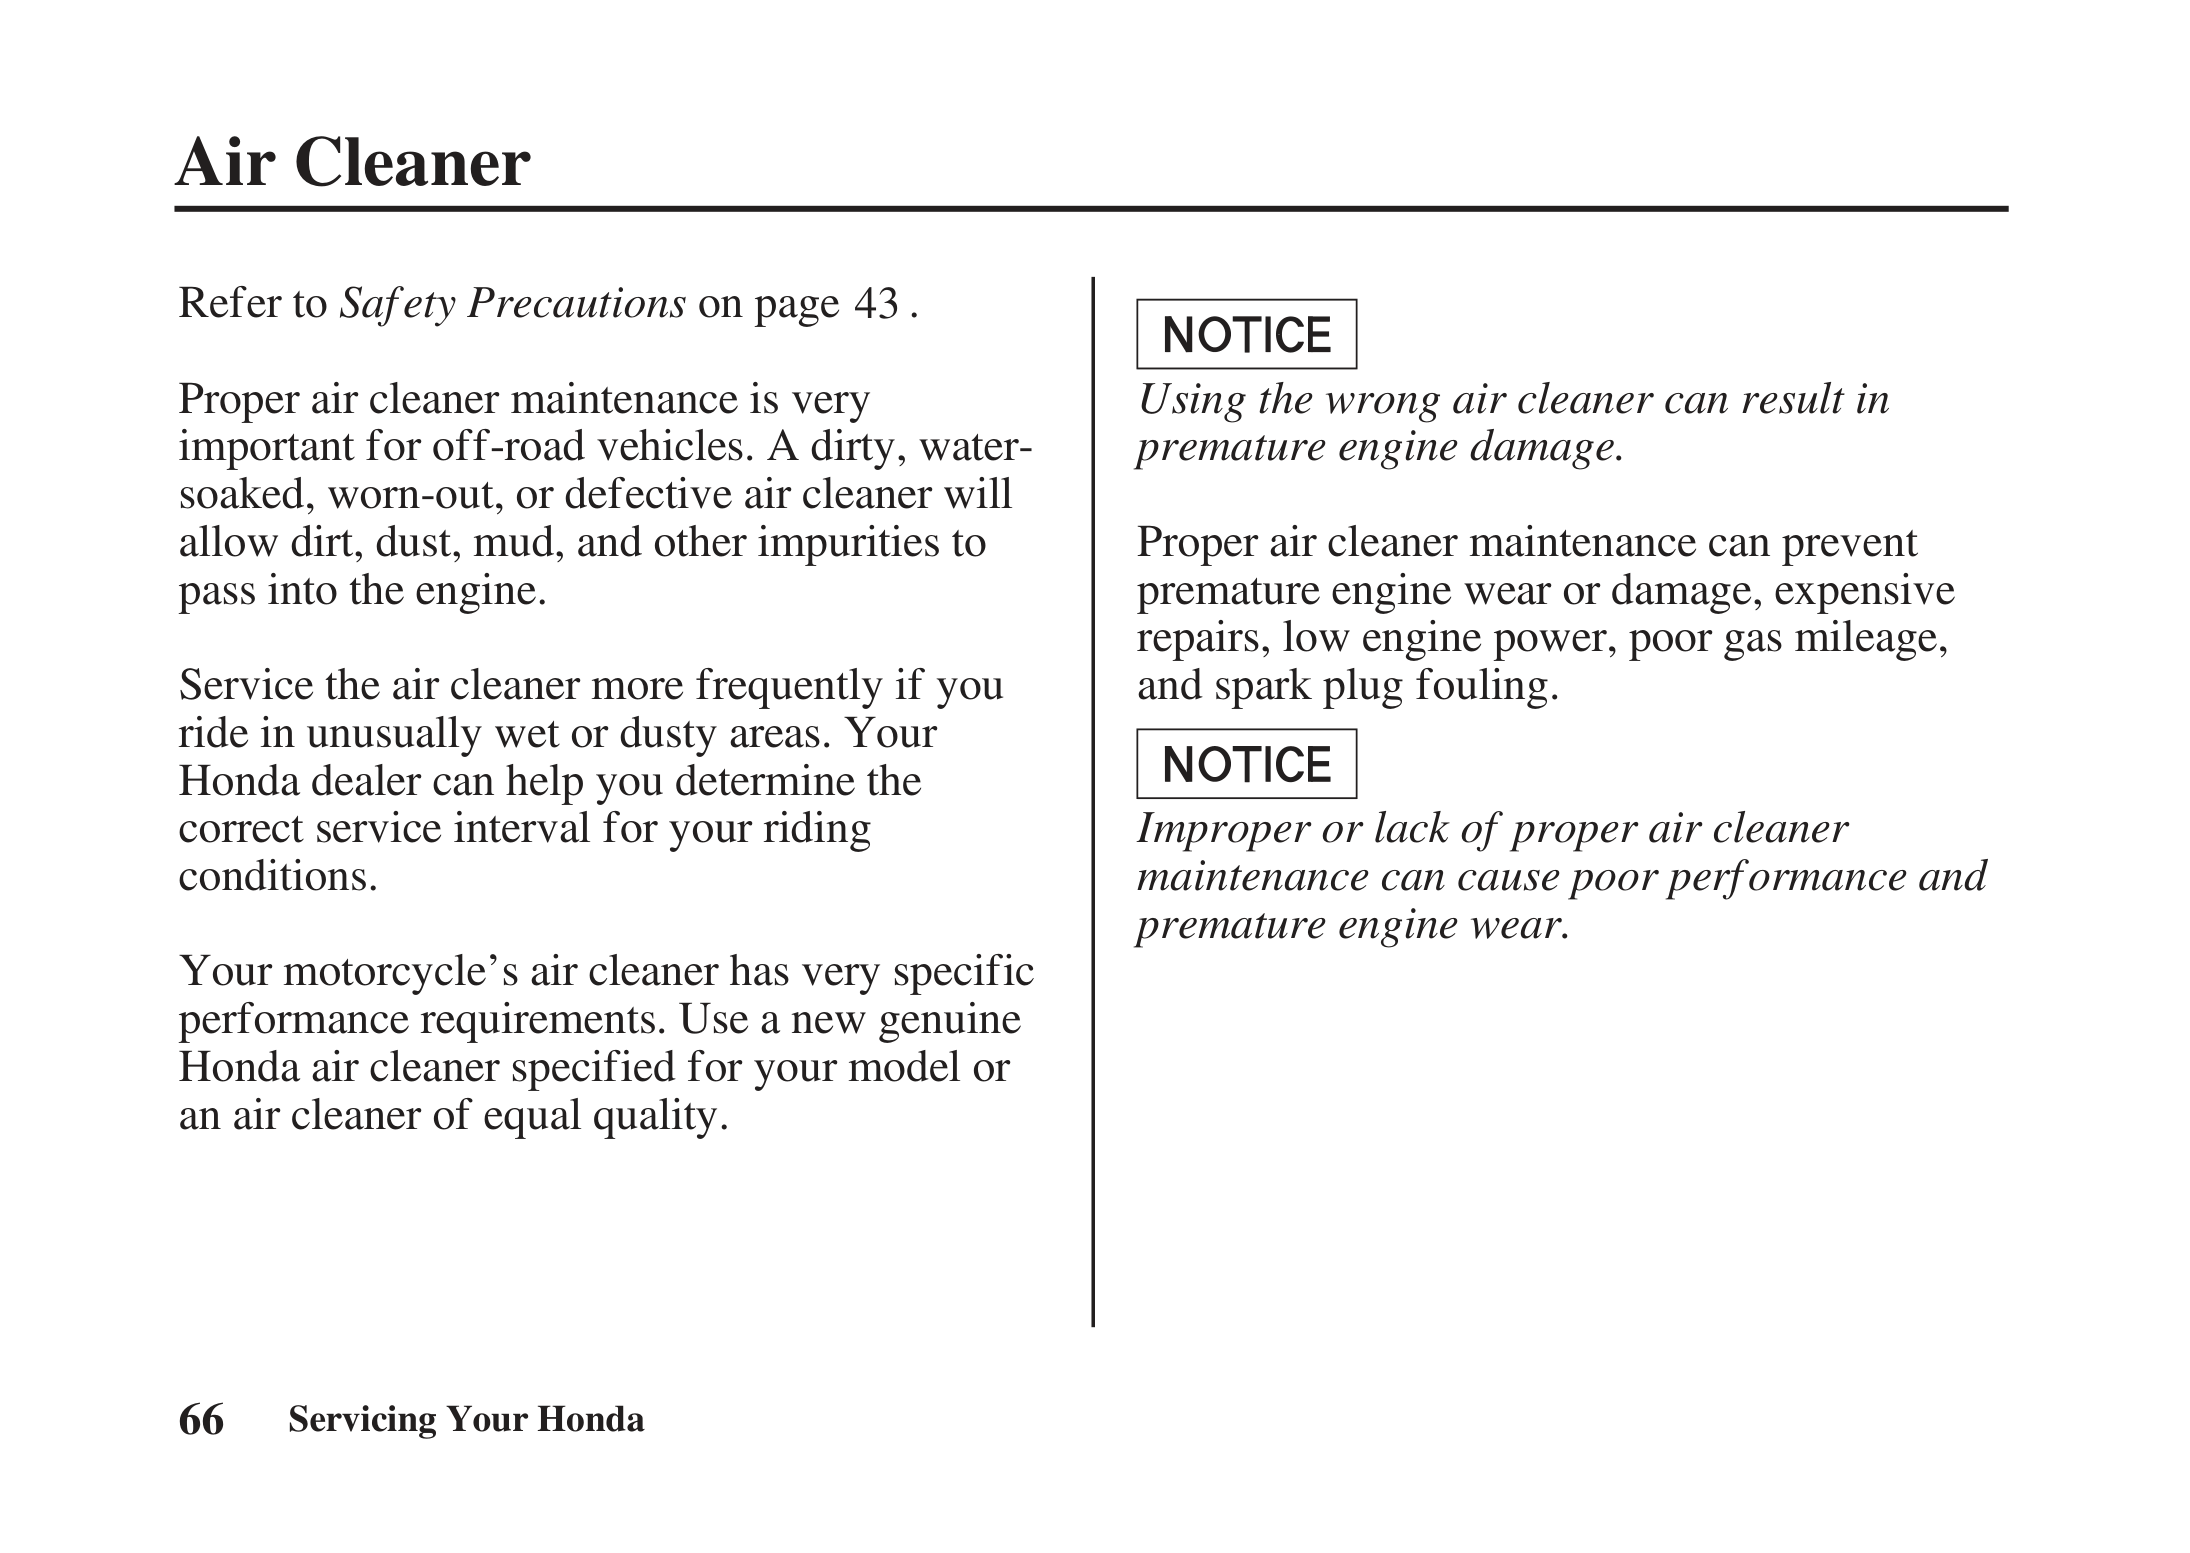 Air Cleaner
Refer to Safety Precautions on page 43 .
Proper air cleaner maintenance is very
important for off-road vehicles. A dirty, water-
soaked, worn-out, or defective air cleaner will
allow dirt, dust, mud, and other impurities to
pass into the engine.
Service the air cleaner more frequently if you
ride in unusually wet or dusty areas. Your
Honda dealer can help you determine the
correct service interval for your riding
conditions.
Your motorcycle’s air cleaner has very specific
performance requirements. Use a new genuine
Honda air cleaner specified for your model or
an air cleaner of equal quality.
NOTICE
Using the wrong air cleaner can result in
premature engine damage.
Proper air cleaner maintenance can prevent
premature engine wear or damage, expensive
repairs, low engine power, poor gas mileage,
and spark plug fouling.
NOTICE
Improper or lack of proper air cleaner
maintenance can cause poor performance and
premature engine wear.
66 Servicing Your Honda